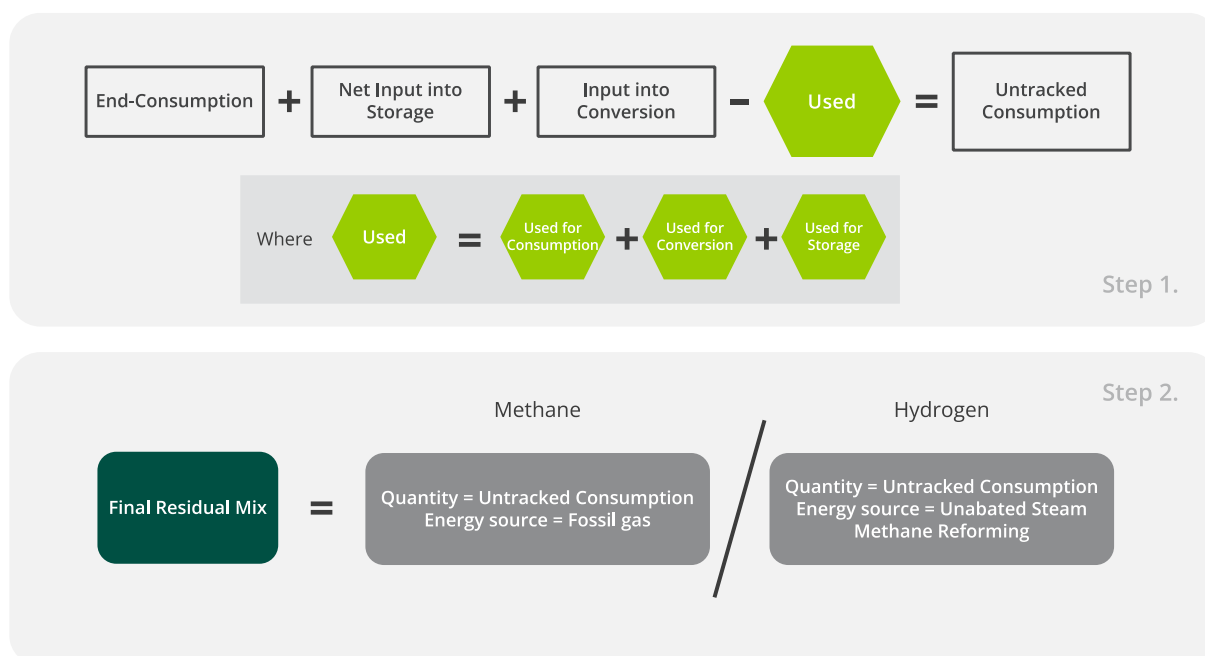 End-Consumption + Net Input into Storage + Input into Conversion - Used = Untracked Consumption
Where Used = Used for Consumption + Used for Conversion + Used for Storage
Step 1.
Step 2.
Methane
Hydrogen
Final Residual Mix
=
Quantity = Untracked Consumption
Energy source = Fossil gas
/
Quantity = Untracked Consumption
Energy source = Unabated Steam
Methane Reforming